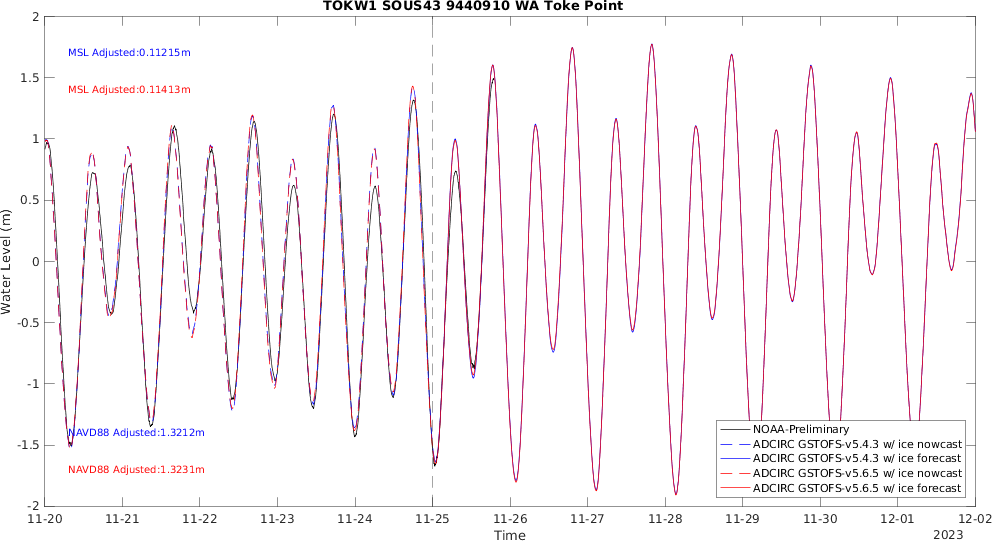 TOKW1 SOUS43 9440910 WA Toke Point
2
1.5
1
0.5
0
-0.5
-1
-1.5
-2
Water Level (m)
MSL Adjusted:0.11215m
MSL Adjusted:0.11413m
NAVD88 Adjusted:1.3212m
NAVD88 Adjusted:1.3231m
NOAA-Preliminary
ADCIRC GSTOFS-v5.4.3 w/ ice nowcast
ADCIRC GSTOFS-v5.4.3 w/ ice forecast
ADCIRC GSTOFS-v5.6.5 w/ ice nowcast
ADCIRC GSTOFS-v5.6.5 w/ ice forecast
11-20 11-21 11-22 11-23 11-24 11-25 11-26 11-27 11-28 11-29 11-30 12-01 12-02
Time
2023